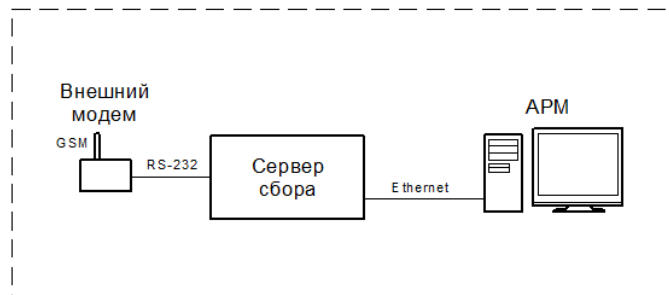 Внешний
модем
GSM
RS-232
Сервер
сбора
Ethernet
АРМ